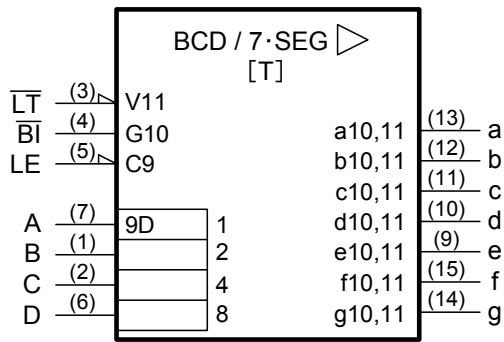 BCD / 7·SEG ▷
[T]
L̅T̅ (3) V11
B̅I̅ (4) G10
LE (5) C9
A (7) 9D 1
B (1) 2
C (2) 4
D (6) 8
a10,11 (13) a
b10,11 (12) b
c10,11 (11) c
d10,11 (10) d
e10,11 (9) e
f10,11 (15) f
g10,11 (14) g